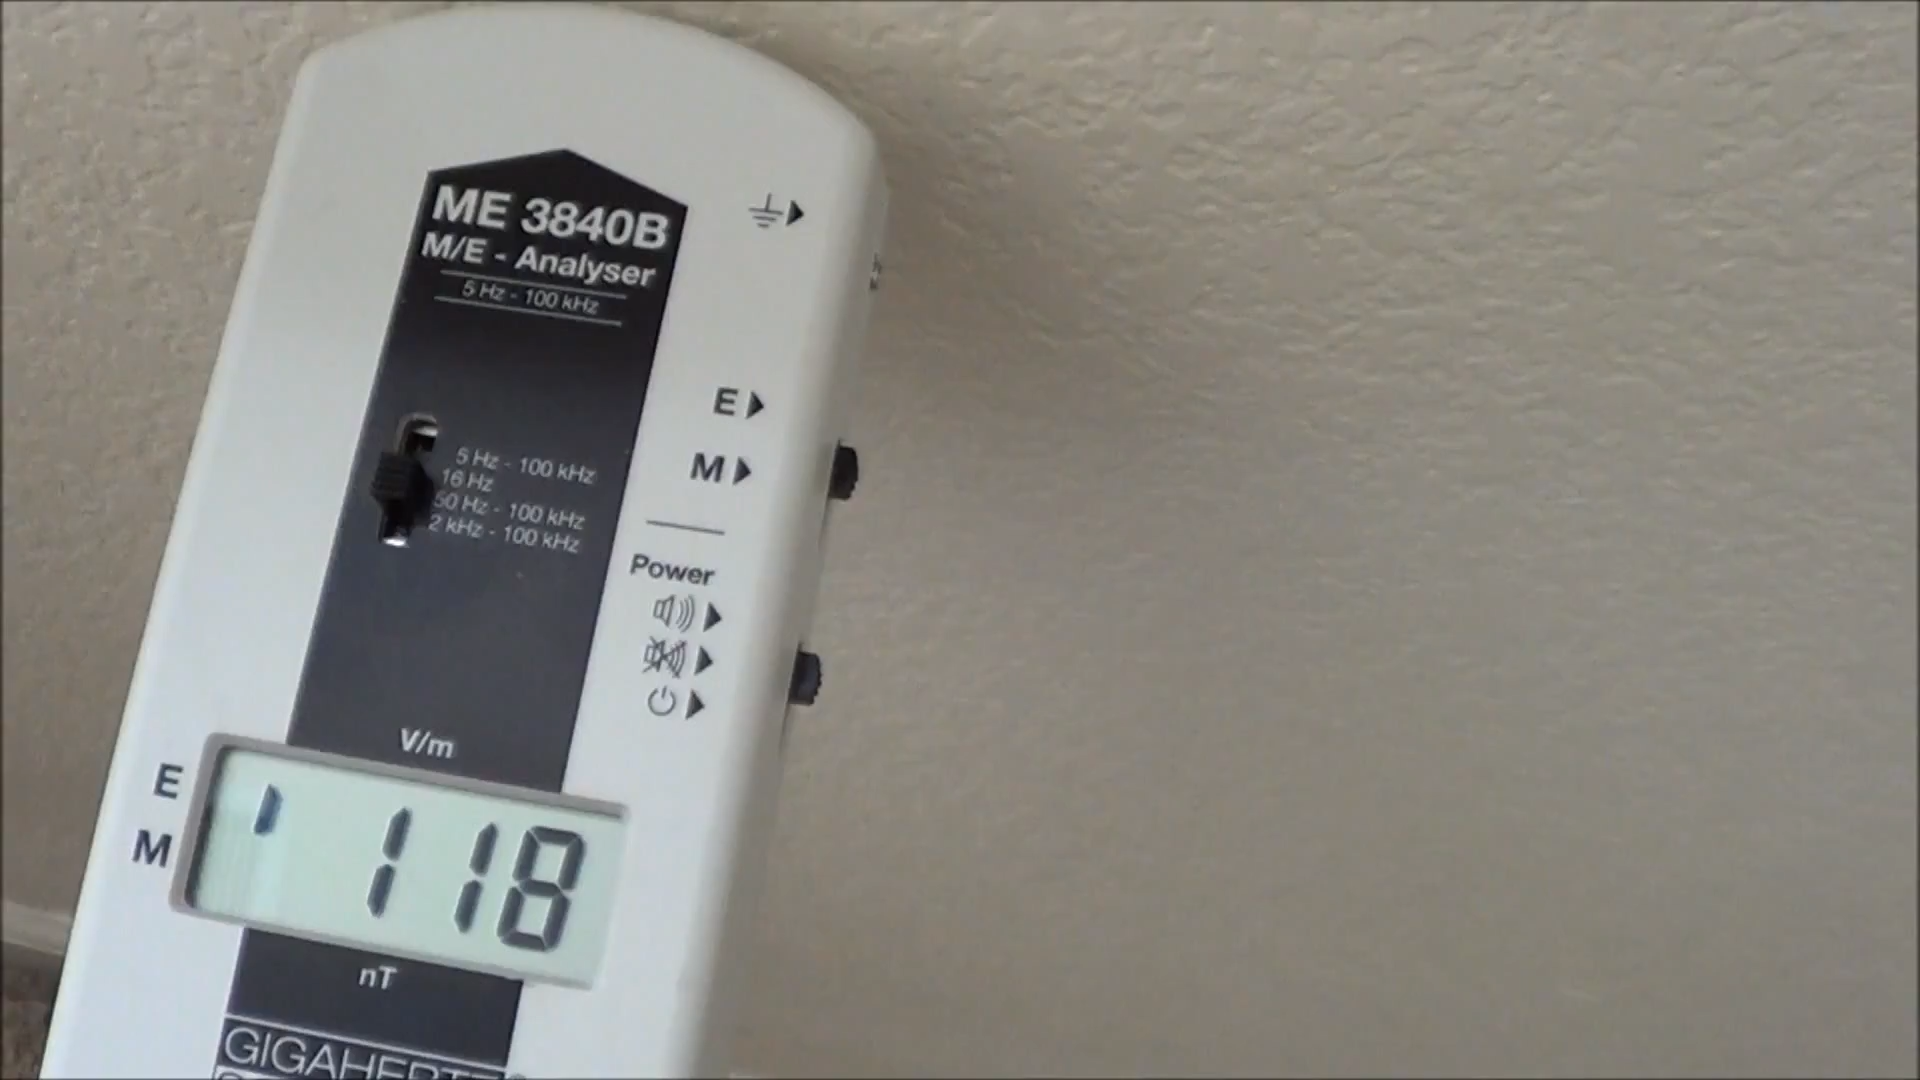 ME 3840B
M/E - Analyser
5 Hz - 100 kHz
E
M
5 Hz - 100 kHz
16 Hz
50 Hz - 100 kHz
2 kHz - 100 kHz
Power
V/m
E
M
118
nT
GIGAHERTZ